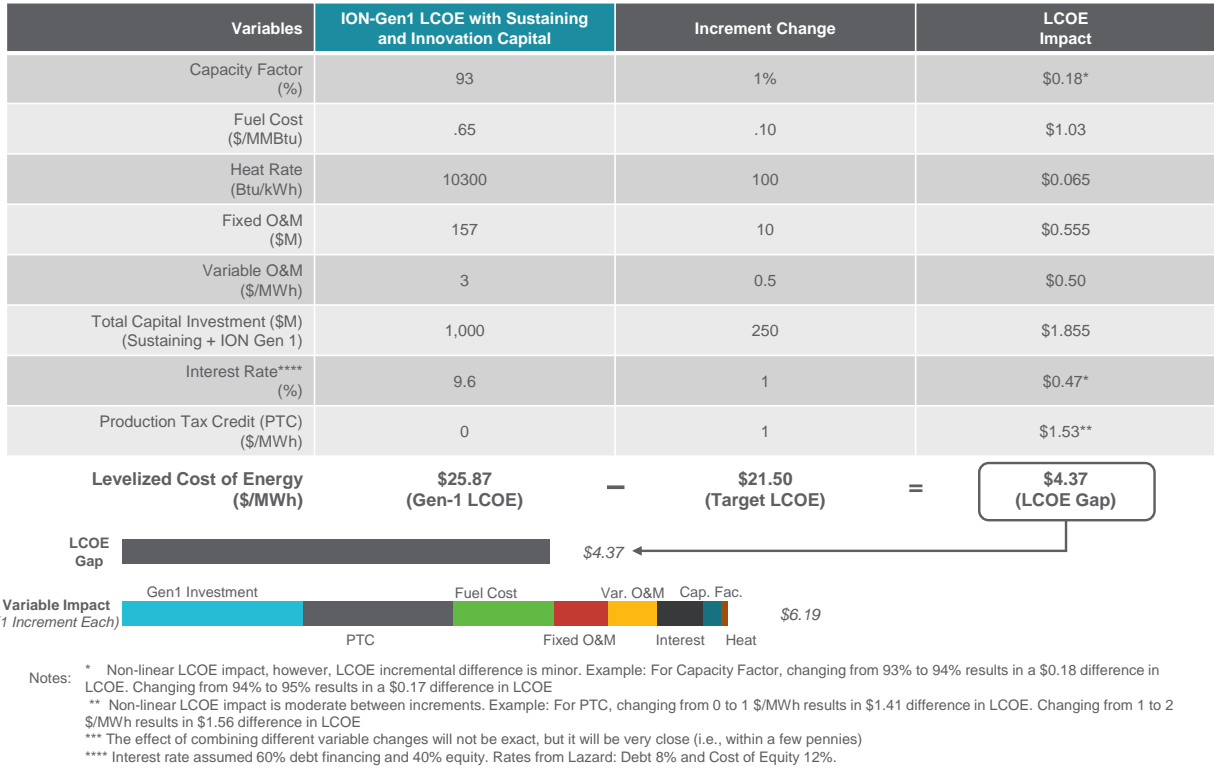 Variables
ION-Gen1 LCOE with Sustaining
and Innovation Capital
Increment Change
LCOE
Impact
Capacity Factor
(%)
93
1%
$0.18*
Fuel Cost
($/MMBtu)
.65
.10
$1.03
Heat Rate
(Btu/kWh)
10300
100
$0.065
Fixed O&M
($M)
157
10
$0.555
Variable O&M
($/MWh)
3
0.5
$0.50
Total Capital Investment ($M)
(Sustaining + ION Gen 1)
1,000
250
$1.855
Interest Rate****
(%)
9.6
1
$0.47*
Production Tax Credit (PTC)
($/MWh)
0
1
$1.53**
Levelized Cost of Energy
($/MWh)
$25.87
(Gen-1 LCOE)
–
$21.50
(Target LCOE)
=
$4.37
(LCOE Gap)
LCOE
Gap
$4.37
Gen1 Investment
Fuel Cost
Var. O&M
Cap. Fac.
Variable Impact
1 Increment Each)
$6.19
PTC
Fixed O&M
Interest
Heat
Notes:
* Non-linear LCOE impact, however, LCOE incremental difference is minor. Example: For Capacity Factor, changing from 93% to 94% results in a $0.18 difference in
LCOE. Changing from 94% to 95% results in a $0.17 difference in LCOE
** Non-linear LCOE impact is moderate between increments. Example: For PTC, changing from 0 to 1 $/MWh results in $1.41 difference in LCOE. Changing from 1 to 2
$/MWh results in $1.56 difference in LCOE
*** The effect of combining different variable changes will not be exact, but it will be very close (i.e., within a few pennies)
**** Interest rate assumed 60% debt financing and 40% equity. Rates from Lazard: Debt 8% and Cost of Equity 12%.